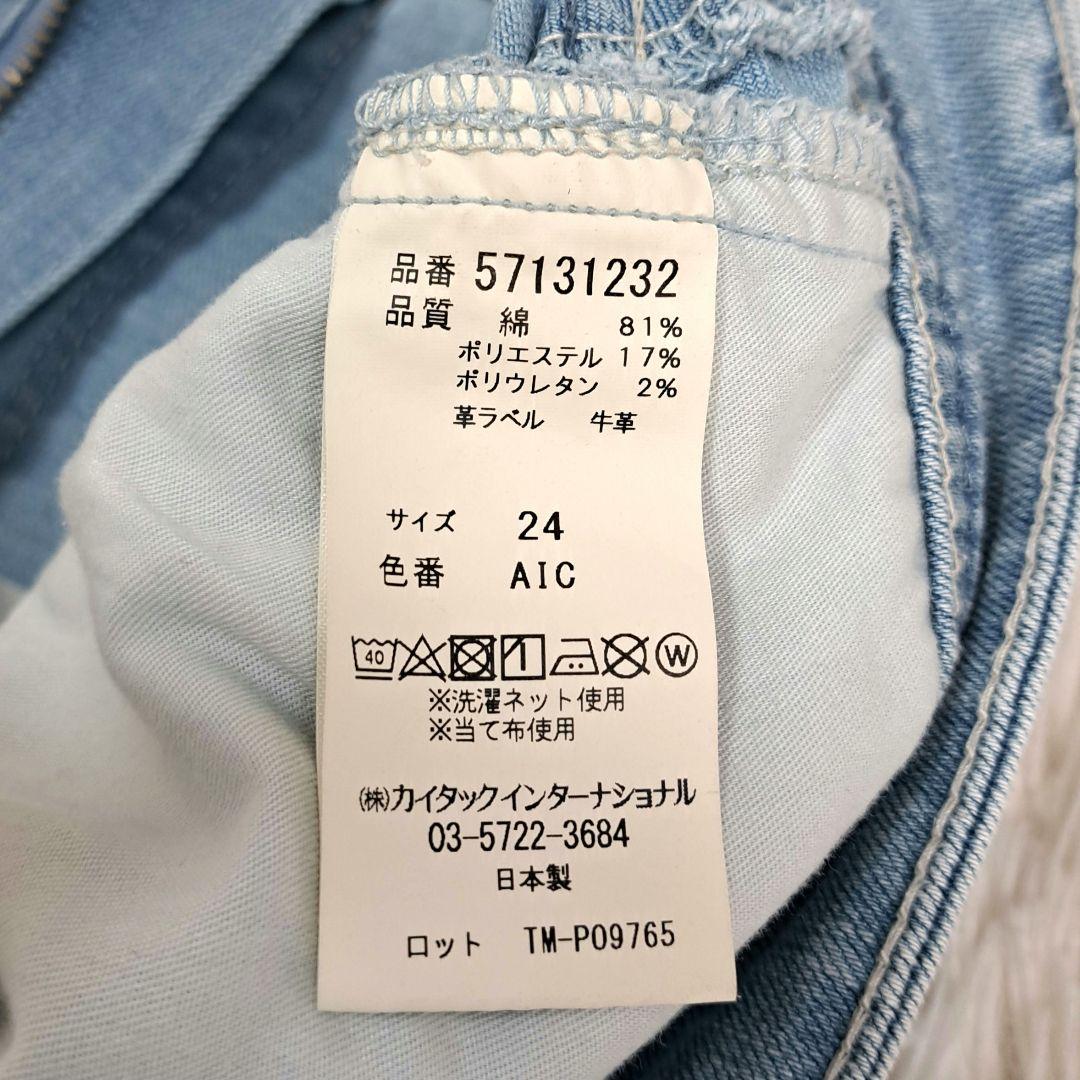 品番 57131232
品質 綿 81%
ポリエステル 17%
ポリウレタン 2%
革ラベル 牛革
サイズ 24
色番 AIC
40 W
※洗濯ネット使用
※当て布使用
(株)カイタックインターナショナル
03-5722-3684
日本製
ロット TM-P09765